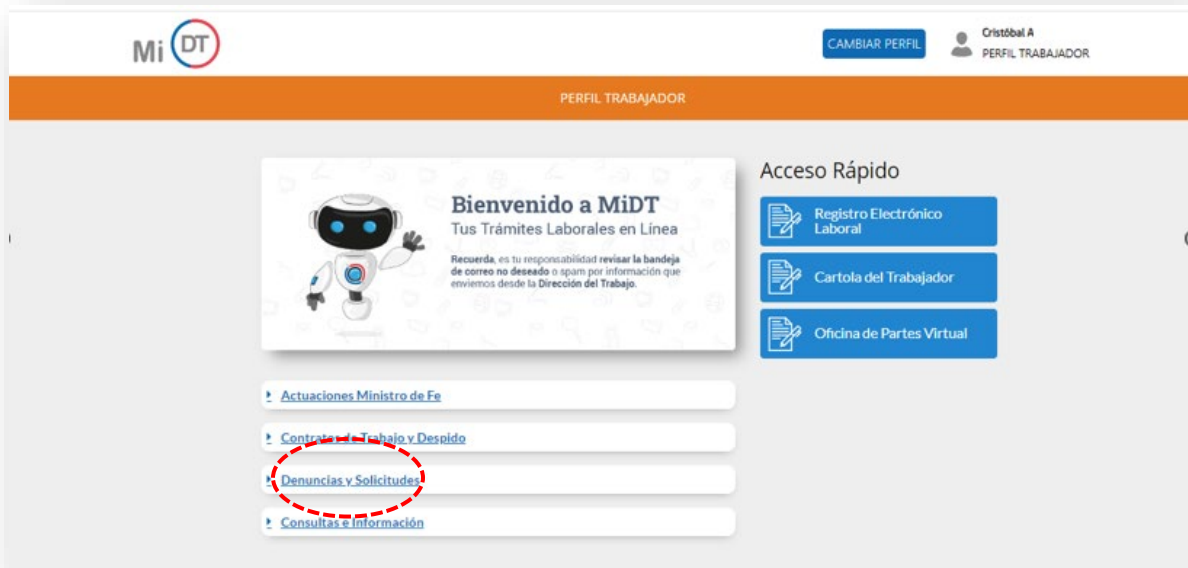 Mi DT
CAMBIAR PERFIL
Cristóbal A
PERFIL TRABAJADOR
PERFIL TRABAJADOR
Bienvenido a MiDT
Tus Trámites Laborales en Línea
Recuerda, es tu responsabilidad revisar la bandeja
de correo no deseado o spam por información que
enviemos desde la Dirección del Trabajo.
Acceso Rápido
Registro Electrónico
Laboral
Cartola del Trabajador
Oficina de Partes Virtual
Actuaciones Ministro de Fe
Contratos de Trabajo y Despido
Denuncias y Solicitudes
Consultas e Información